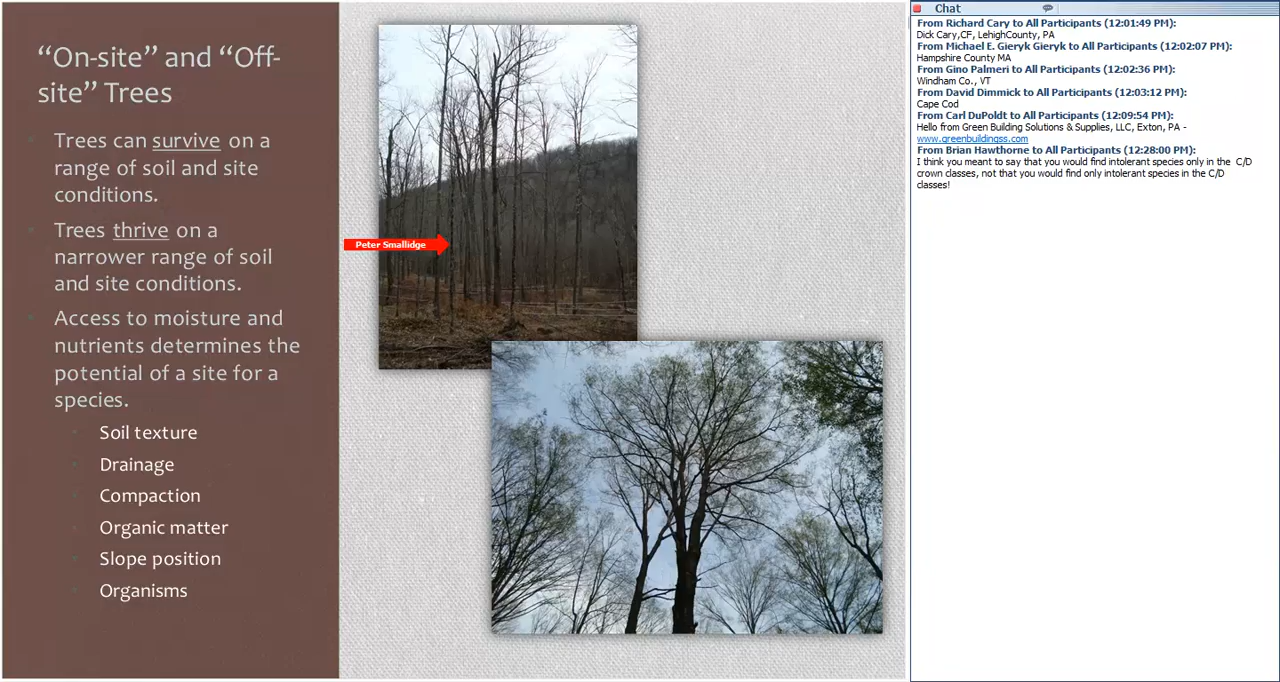 “On-site” and “Off-
site” Trees
Trees can survive on a
range of soil and site
conditions.
Trees thrive on a
narrower range of soil
and site conditions.
Access to moisture and
nutrients determines the
potential of a site for a
species.
Soil texture
Drainage
Compaction
Organic matter
Slope position
Organisms
Peter Smallidge
Chat
From Richard Cary to All Participants (12:01:49 PM):
Dick Cary,CF, LehighCounty, PA
From Michael E. Gieryk Gieryk to All Participants (12:02:07 PM):
Hampshire County MA
From Gino Palmeri to All Participants (12:02:36 PM):
Windham Co., VT
From David Dimmick to All Participants (12:03:12 PM):
Cape Cod
From Carl DuPoldt to All Participants (12:09:54 PM):
Hello from Green Building Solutions & Supplies, LLC, Exton, PA -
www.greenbuildingss.com
From Brian Hawthorne to All Participants (12:28:00 PM):
I think you meant to say that you would find intolerant species only in the C/D
crown classes, not that you would find only intolerant species in the C/D
classes!